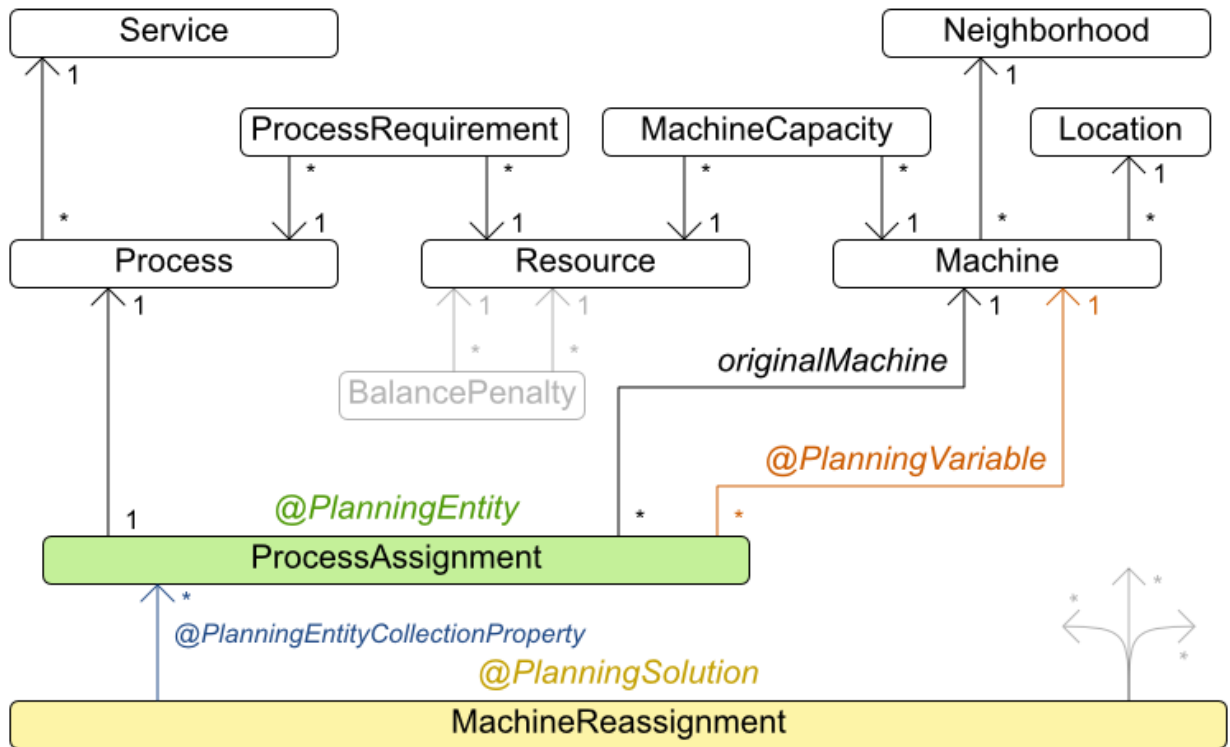 Service
Neighborhood
1
1
ProcessRequirement
MachineCapacity
Location
* * * * 1
* 1 1 1 1 * *
Process
Resource
Machine
1 1 1 1 1
* *
originalMachine
BalancePenalty
@PlanningVariable
@PlanningEntity
1 * *
ProcessAssignment
* * *
@PlanningEntityCollectionProperty
*
@PlanningSolution
MachineReassignment